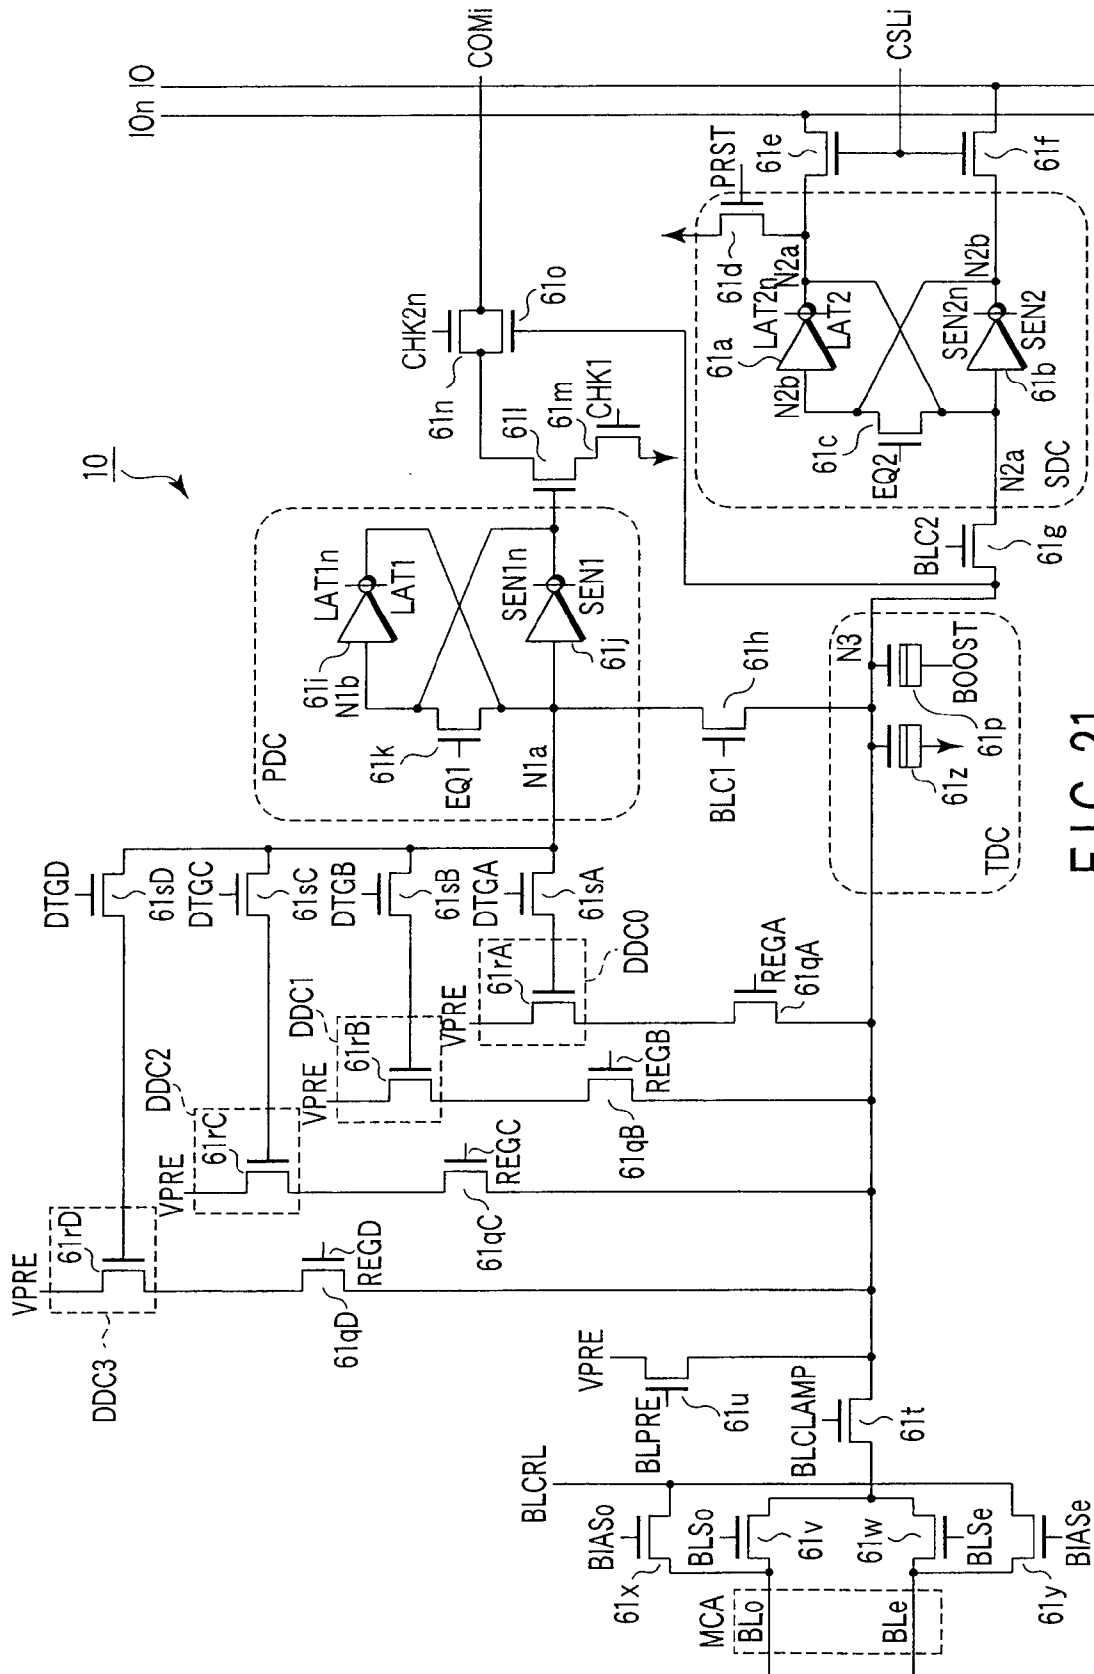 10
IOn
IO
COMi
CSLi
CHK2n
61n
61o
61l
61m
CHK1
PRST
61e
61f
61d
N2a
LAT2n
LAT2
61a
N2b
N2b
SEN2n
SEN2
61b
61c
EQ2
N2a
SDC
BLC2
61g
PDC
LAT1n
LAT1
61i
N1b
SEN1n
SEN1
61j
61k
EQ1
N1a
BLC1
61h
N3
BOOST
61p
61z
TDC
DTGD
61sD
DTGC
61sC
DTGB
61sB
DTGA
61sA
VPRE
61rD
DDC3
REGD
61qD
VPRE
61rC
DDC2
REGC
61qC
VPRE
61rB
DDC1
REGB
61qB
VPRE
61rA
DDC0
REGA
61qA
VPRE
BLPRE
61u
BLCLAMP
61t
BLCRL
BIASo
61x
BLSo
61v
61w
BLSe
BIASe
61y
MCA
BLo
BLe
FIG. 21